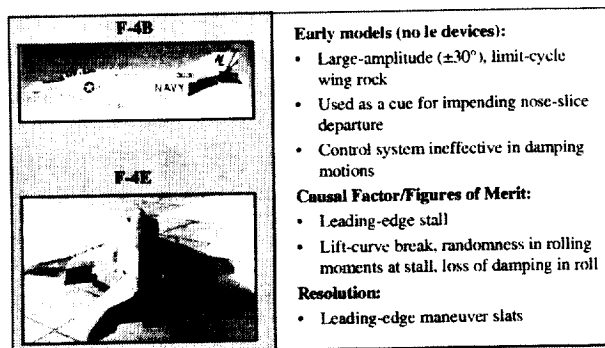 F-4B
NAVY
F-4E
Early models (no le devices):
• Large-amplitude (±30°), limit-cycle
wing rock
• Used as a cue for impending nose-slice
departure
• Control system ineffective in damping
motions
Causal Factor/Figures of Merit:
• Leading-edge stall
• Lift-curve break, randomness in rolling
moments at stall, loss of damping in roll
Resolution:
• Leading-edge maneuver slats